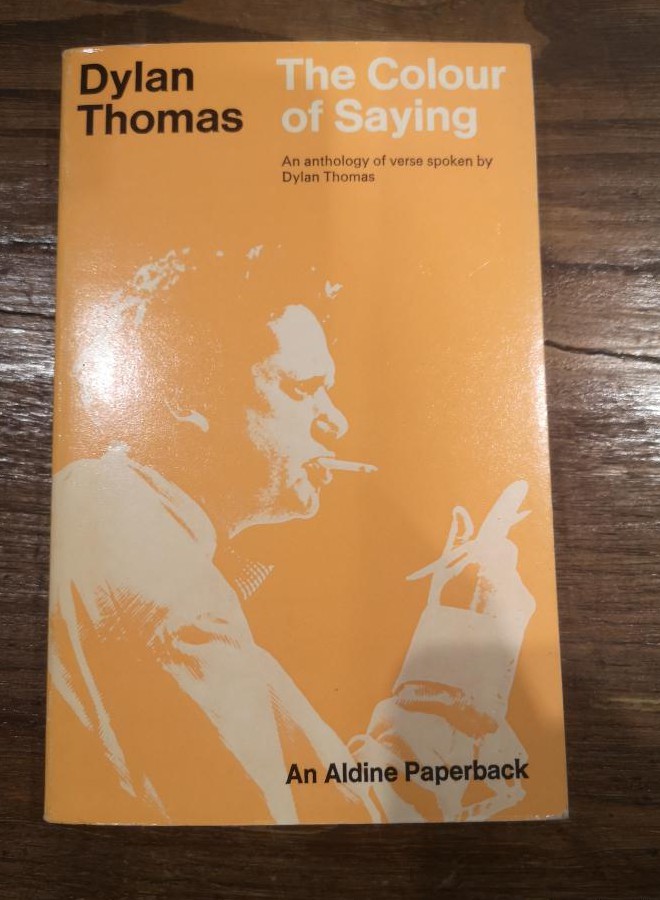 Dylan
Thomas
The Colour
of Saying
An anthology of verse spoken by
Dylan Thomas
An Aldine Paperback